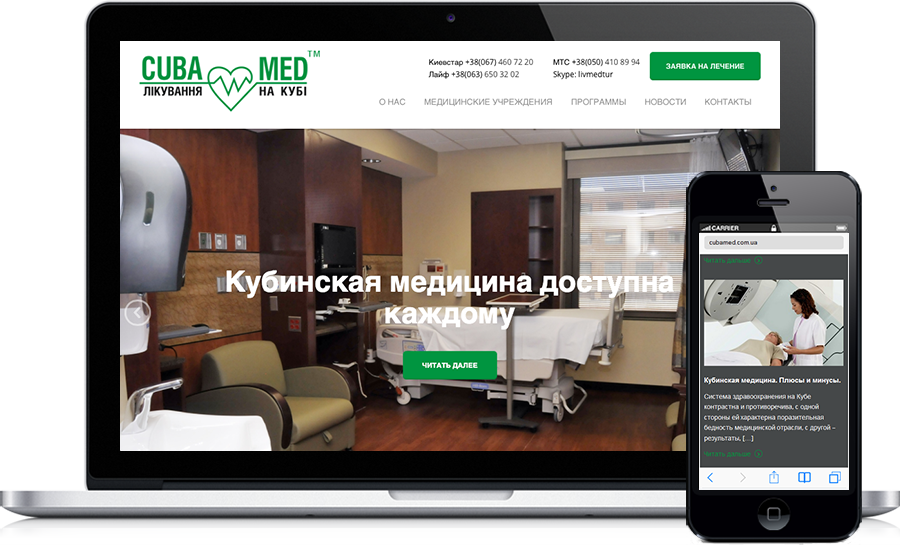 CUBA MED TM
ЛІКУВАННЯ НА КУБІ
Киевстар +38(067) 460 72 20
Лайф +38(063) 650 32 02
МТС +38(050) 410 89 94
Skype: livmedtur
ЗАЯВКА НА ЛЕЧЕНИЕ
О НАС МЕДИЦИНСКИЕ УЧРЕЖДЕНИЯ ПРОГРАММЫ НОВОСТИ КОНТАКТЫ
Кубинская медицина доступна
каждому
ЧИТАТЬ ДАЛЕЕ
CARRIER
cubamed.com.ua
Читать дальше
Кубинская медицина. Плюсы и минусы.
Система здравоохранения на Кубе
контрастна и противоречива, с одной
стороны ей характерна поразительная
бедность медицинской отрасли, с другой –
результаты, [...]
Читать дальше